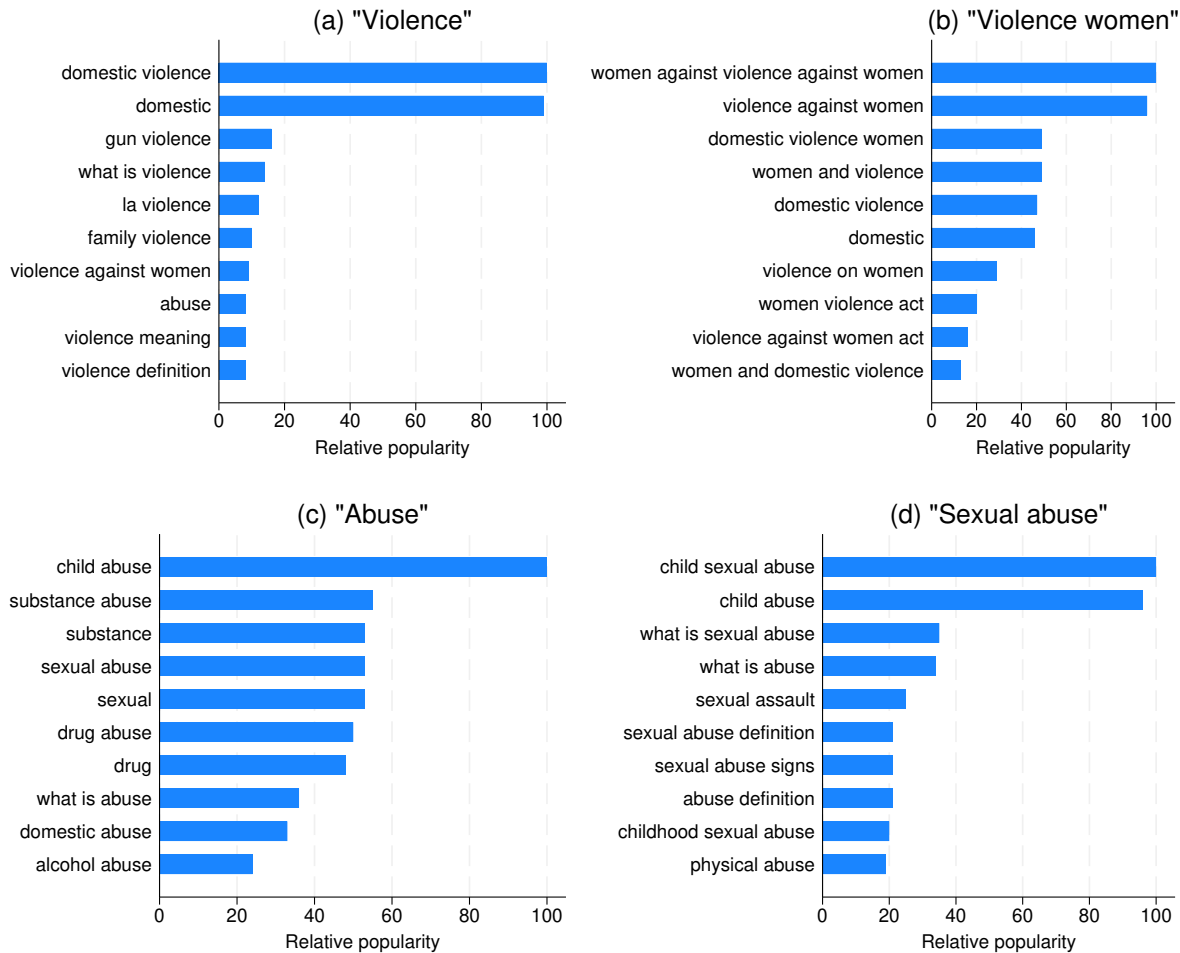 (a) "Violence"
domestic violence
domestic
gun violence
what is violence
la violence
family violence
violence against women
abuse
violence meaning
violence definition
0 20 40 60 80 100
Relative popularity
(b) "Violence women"
women against violence against women
violence against women
domestic violence women
women and violence
domestic violence
domestic
violence on women
women violence act
violence against women act
women and domestic violence
0 20 40 60 80 100
Relative popularity
(c) "Abuse"
child abuse
substance abuse
substance
sexual abuse
sexual
drug abuse
drug
what is abuse
domestic abuse
alcohol abuse
0 20 40 60 80 100
Relative popularity
(d) "Sexual abuse"
child sexual abuse
child abuse
what is sexual abuse
what is abuse
sexual assault
sexual abuse definition
sexual abuse signs
abuse definition
childhood sexual abuse
physical abuse
0 20 40 60 80 100
Relative popularity